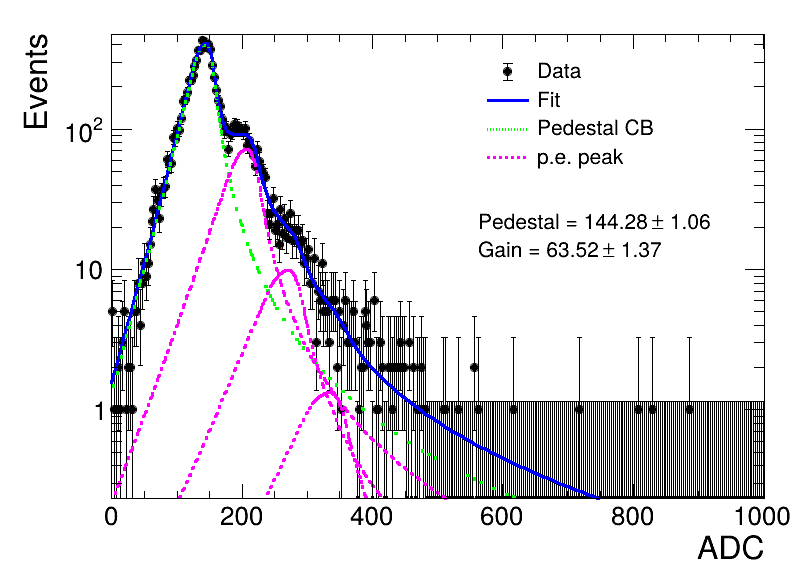 Events
Data
Fit
Pedestal CB
p.e. peak
Pedestal = 144.28 ± 1.06
Gain = 63.52 ± 1.37
10²
10
1
0 200 400 600 800 1000
ADC